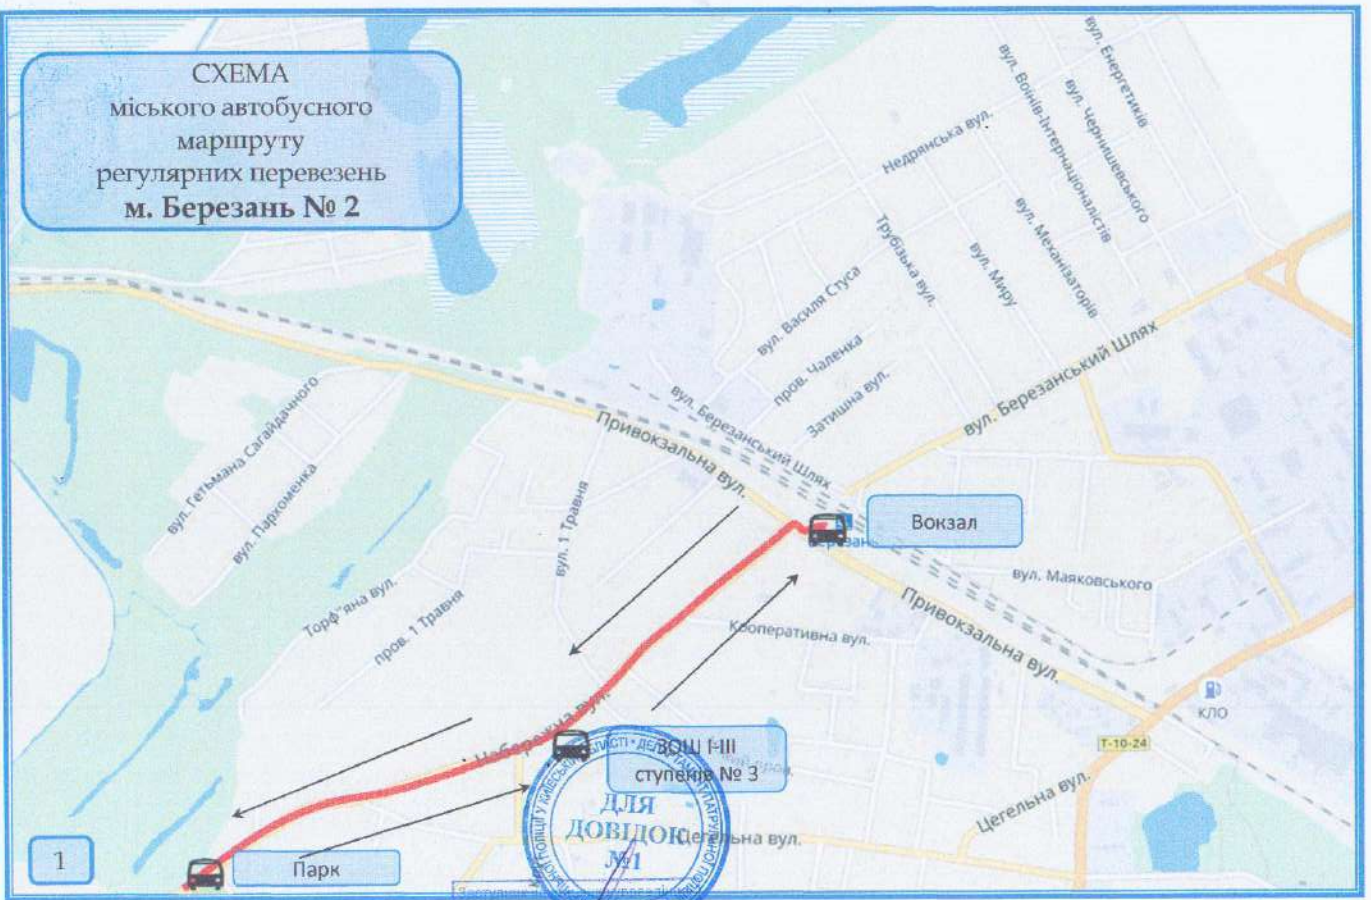 СХЕМА
міського автобусного
маршруту
регулярних перевезень
м. Березань № 2
вул. Енергетиків
вул. Воїнів-Інтернаціоналістів
вул. Чернишевського
Недрянська вул.
Трубізька вул.
вул. Миру
вул. Механізаторів
вул. Василя Стуса
пров. Чаленка
Затишна вул.
вул. Березанський Шлях
вул. Березанський Шлях
Привокзальна вул.
вул. Гетьмана Сагайдачного
вул. Пархоменка
вул. 1 Травня
Торф"яна вул.
пров. 1 Травня
Вокзал
вул. Маяковського
Кооперативна вул.
Привокзальна вул.
КЛО
Т-10-24
Набережна вул.
ЗОШ І-ІІІ
ступенів № 3
Цегельна вул.
Цегельна вул.
ДЛЯ
ДОВІДОК
№1
Парк
1